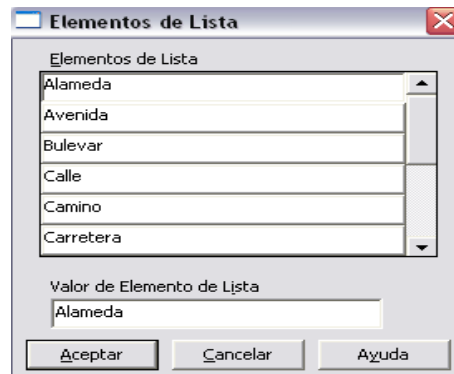 Elementos de Lista
Elementos de Lista
Alameda
Avenida
Bulevar
Calle
Camino
Carretera
Valor de Elemento de Lista
Alameda
Aceptar Cancelar Ayuda